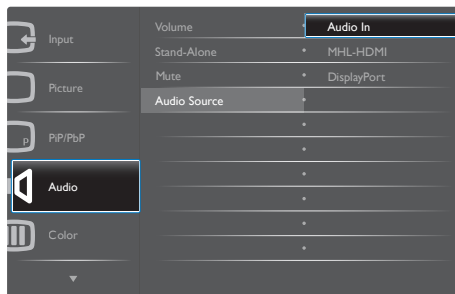 Input
Picture
P
PiP/PbP
Audio
Color
Volume
Stand-Alone
Mute
Audio Source
Audio In
MHL-HDMI
DisplayPort